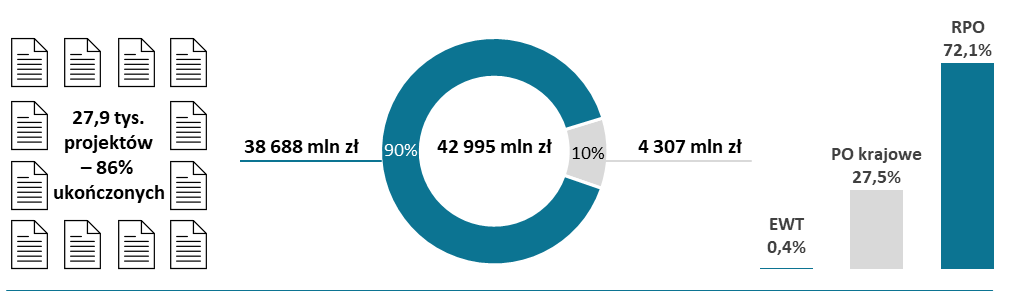 27,9 tys.
projektów
– 86%
ukończonych
38 688 mln zł
90%
42 995 mln zł
10%
4 307 mln zł
EWT
0,4%
PO krajowe
27,5%
RPO
72,1%